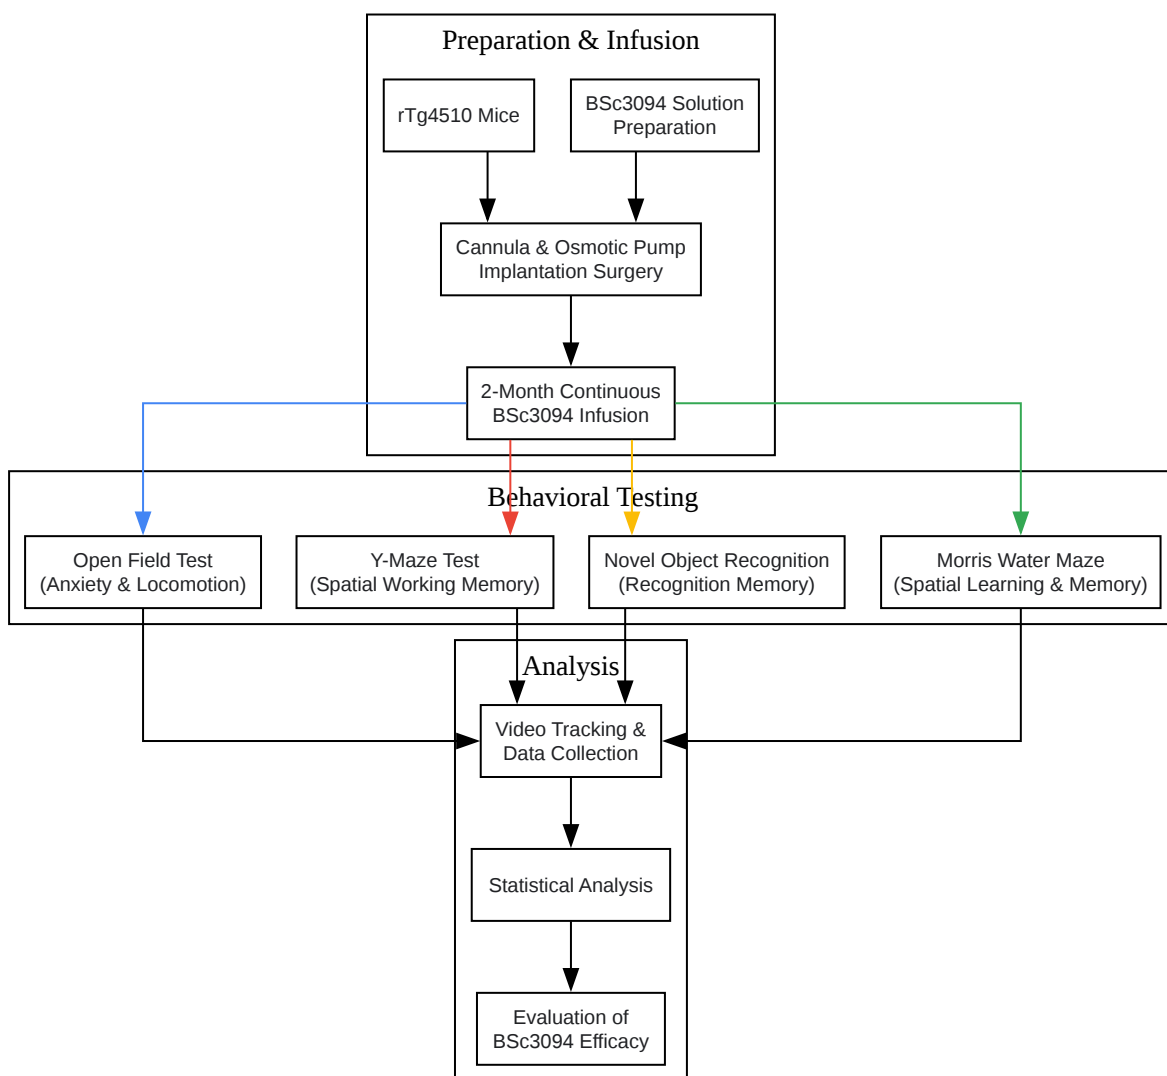 Preparation & Infusion
rTg4510 Mice
BSc3094 Solution
Preparation
Cannula & Osmotic Pump
Implantation Surgery
2-Month Continuous
BSc3094 Infusion
Behavioral Testing
Open Field Test
(Anxiety & Locomotion)
Y-Maze Test
(Spatial Working Memory)
Novel Object Recognition
(Recognition Memory)
Morris Water Maze
(Spatial Learning & Memory)
Analysis
Video Tracking &
Data Collection
Statistical Analysis
Evaluation of
BSc3094 Efficacy